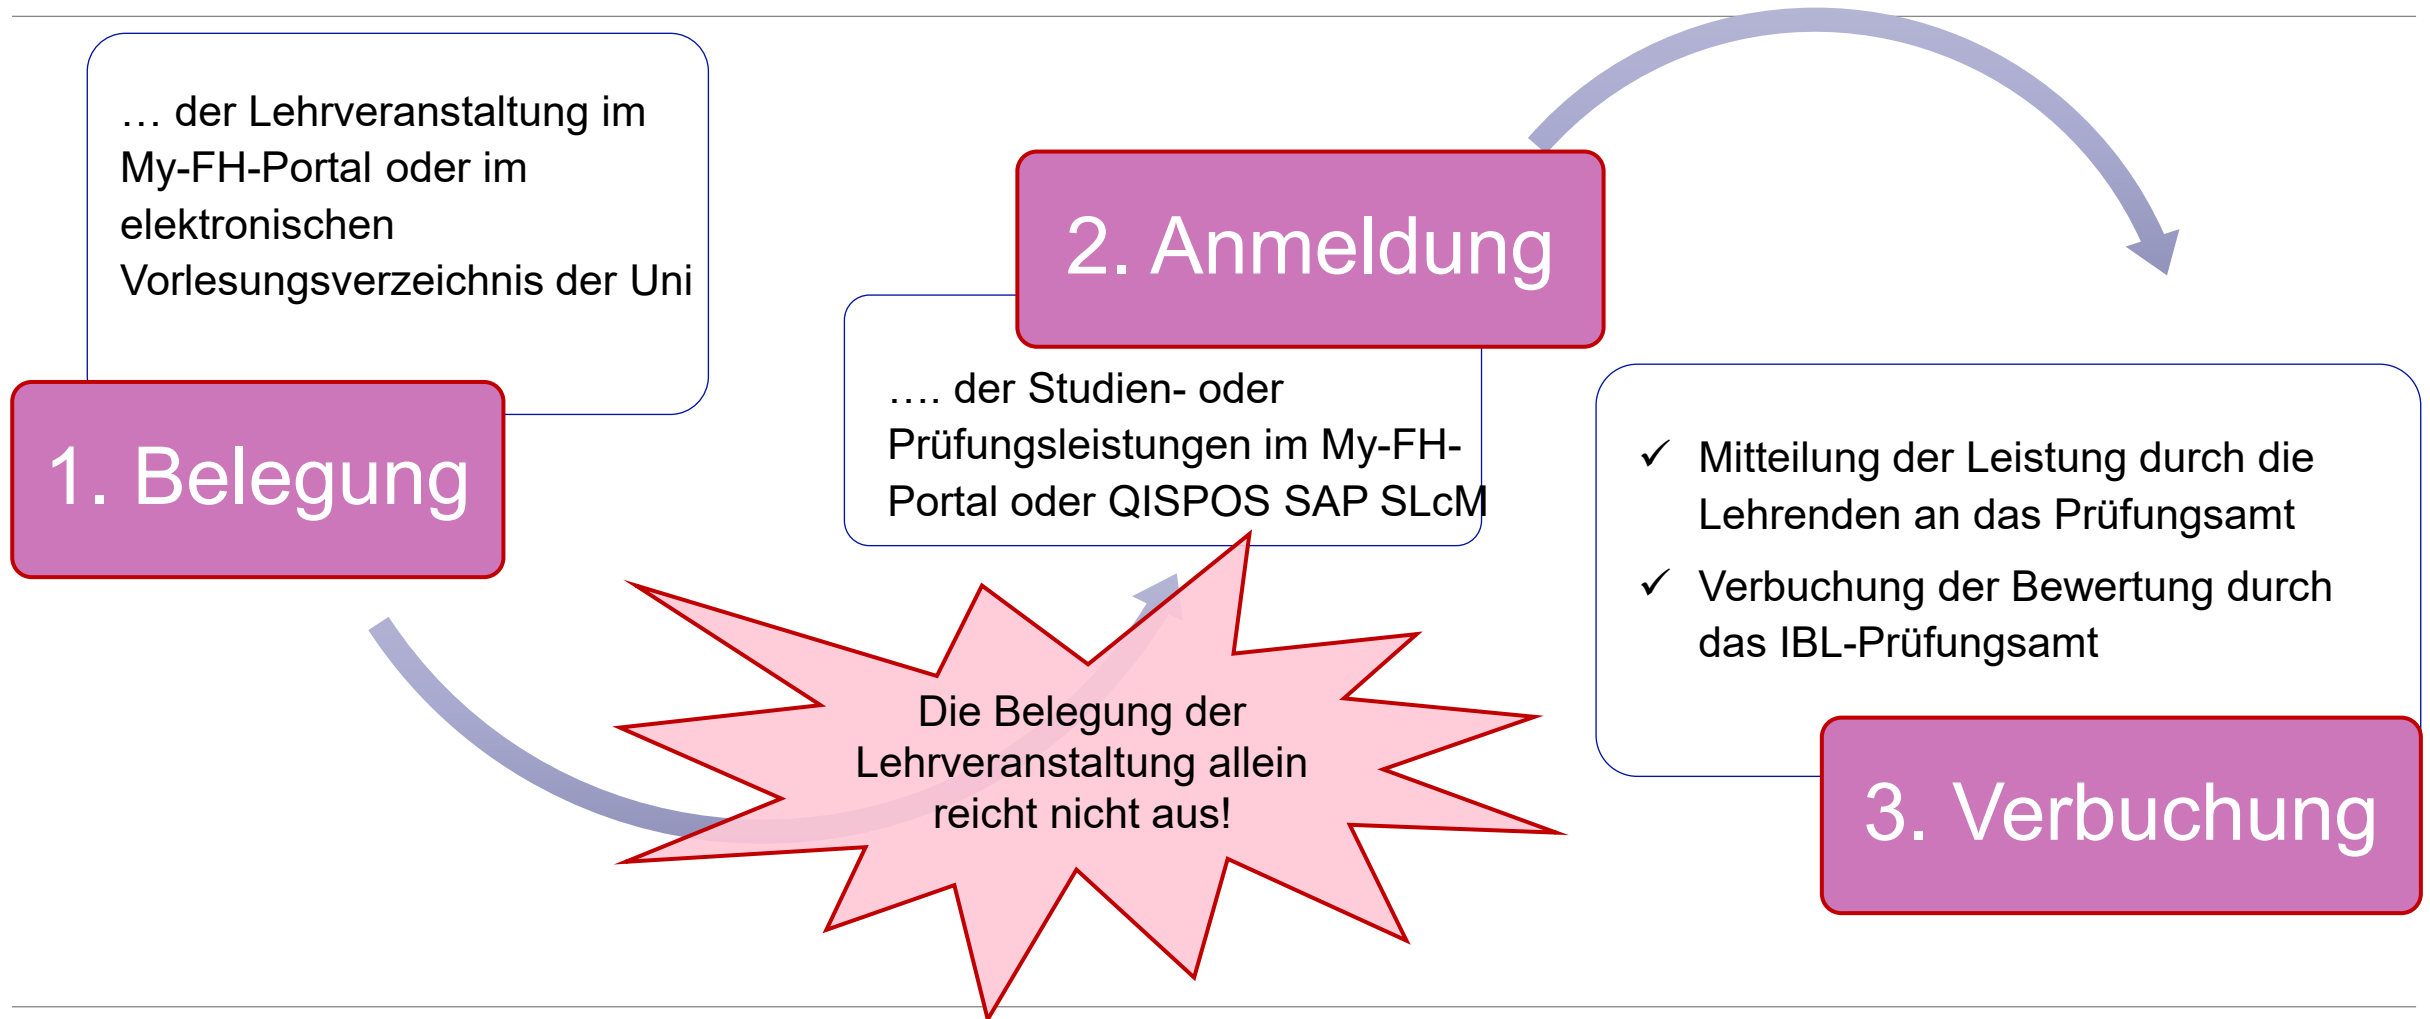 … der Lehrveranstaltung im
My-FH-Portal oder im
elektronischen
Vorlesungsverzeichnis der Uni
1. Belegung
2. Anmeldung
…. der Studien- oder
Prüfungsleistungen im My-FH-
Portal oder QISPOS SAP SLcM
Die Belegung der
Lehrveranstaltung allein
reicht nicht aus!
✓ Mitteilung der Leistung durch die
Lehrenden an das Prüfungsamt
✓ Verbuchung der Bewertung durch
das IBL-Prüfungsamt
3. Verbuchung